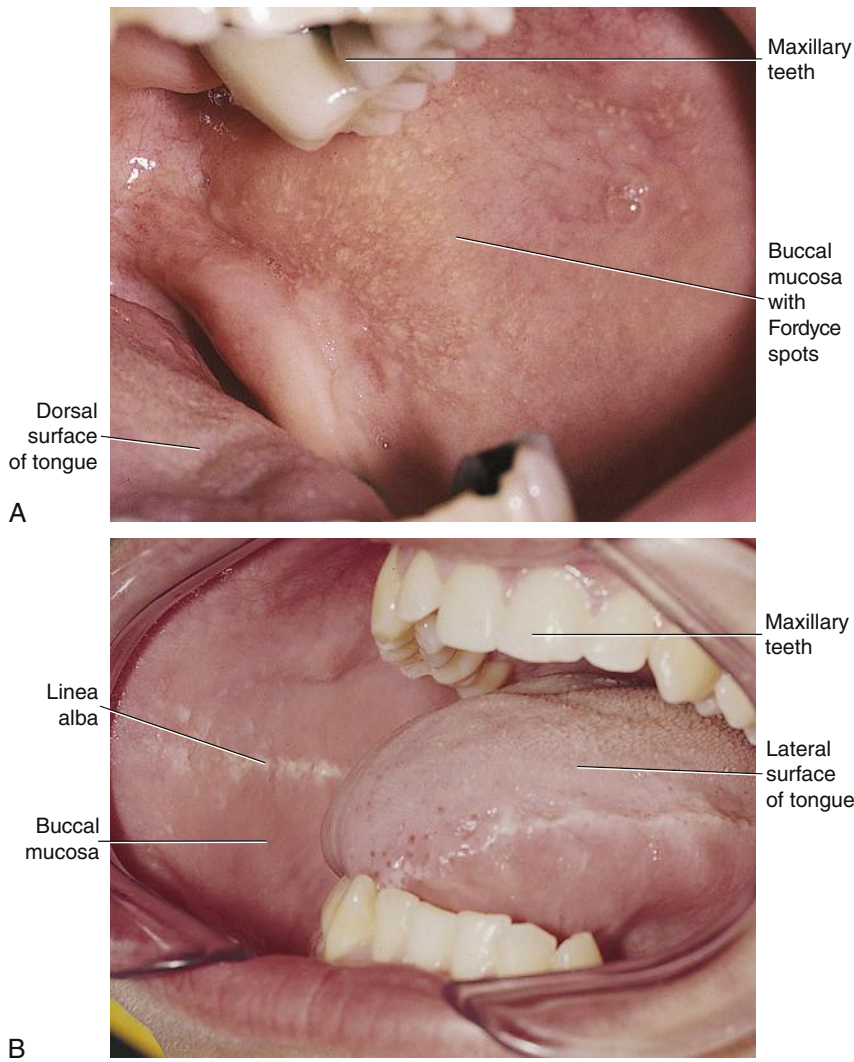 Maxillary
teeth
Buccal
mucosa
with
Fordyce
spots
Dorsal
surface
of tongue
A
Maxillary
teeth
Linea
alba
Lateral
surface
of tongue
Buccal
mucosa
B